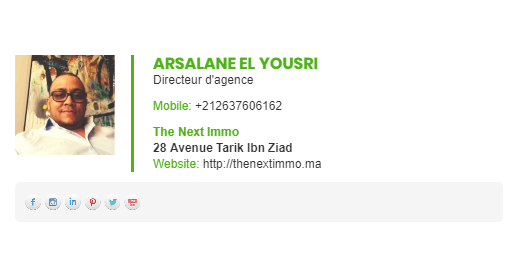 ARSALANE EL YOUSRI
Directeur d'agence
Mobile: +212637606162
The Next Immo
28 Avenue Tarik Ibn Ziad
Website: http://thenextimmo.ma